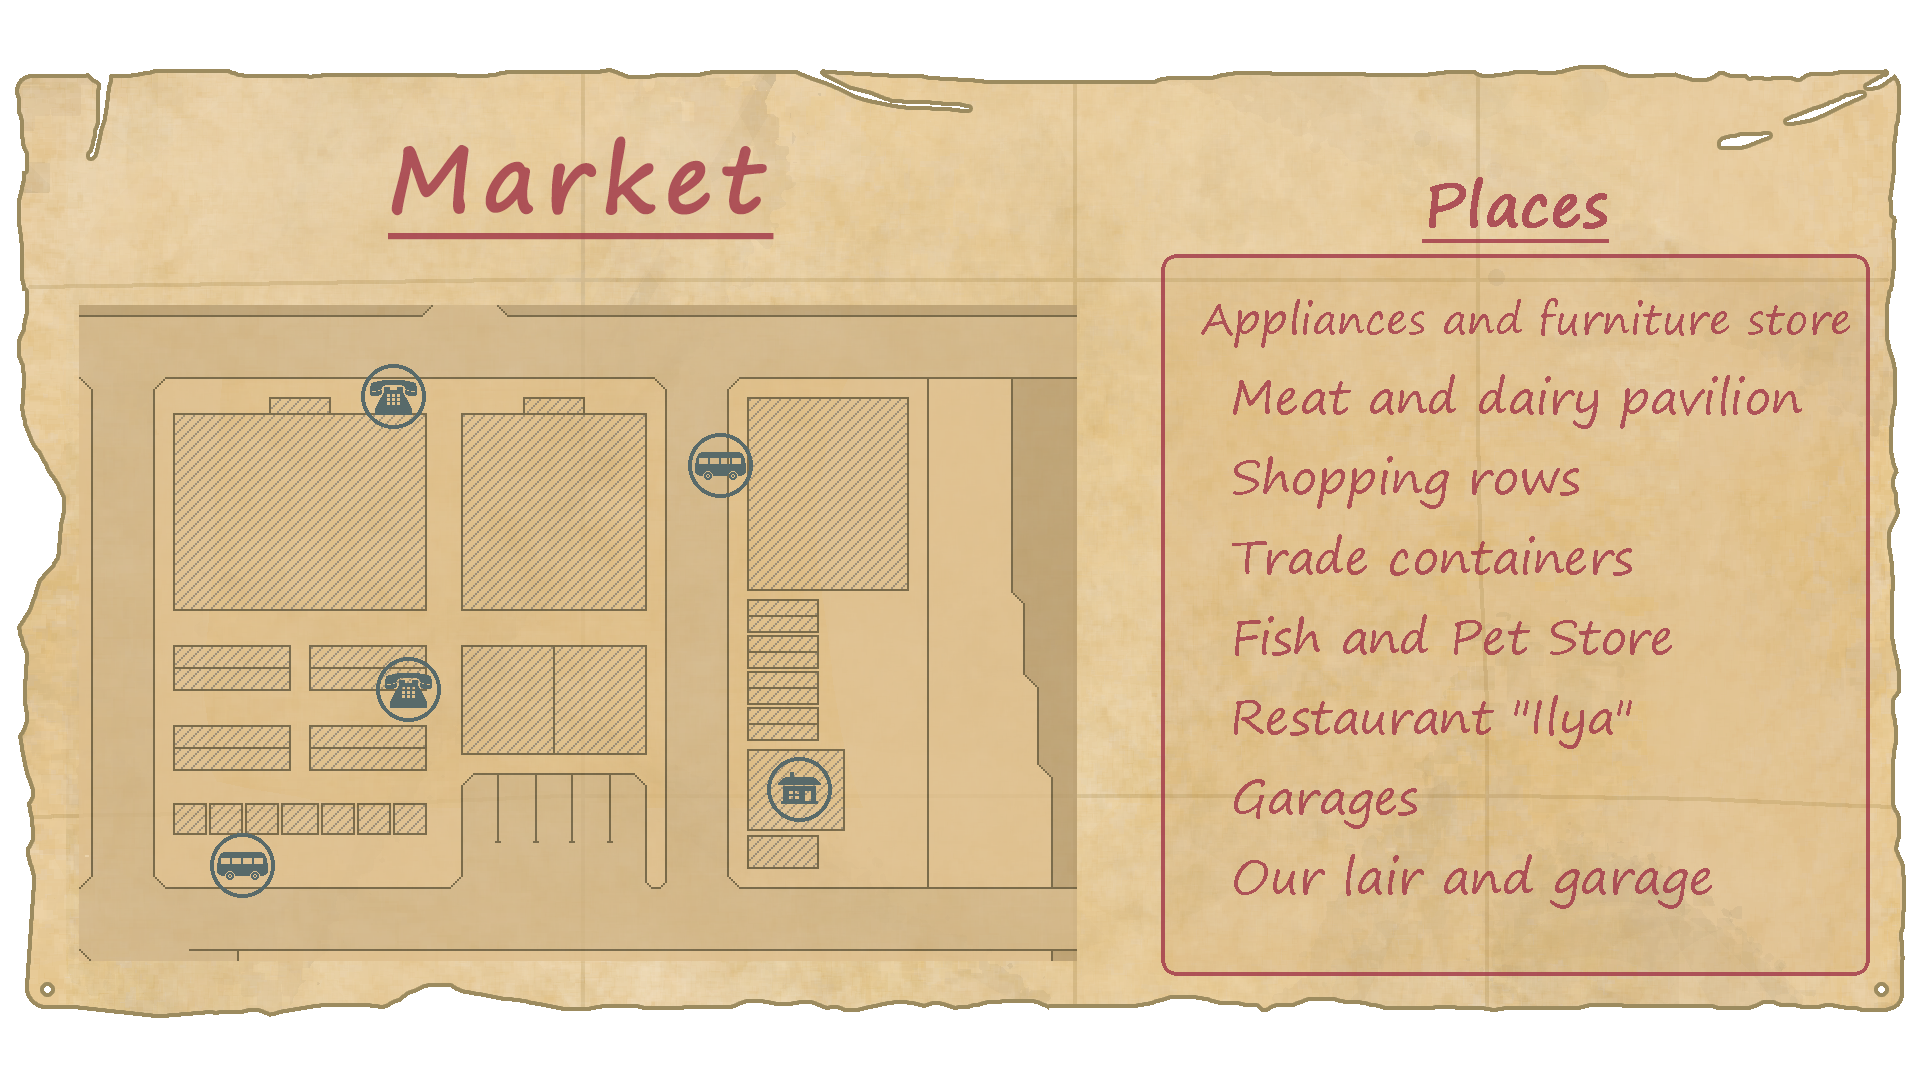 Market
Places
Appliances and furniture store
Meat and dairy pavilion
Shopping rows
Trade containers
Fish and Pet Store
Restaurant "Ilya"
Garages
Our lair and garage